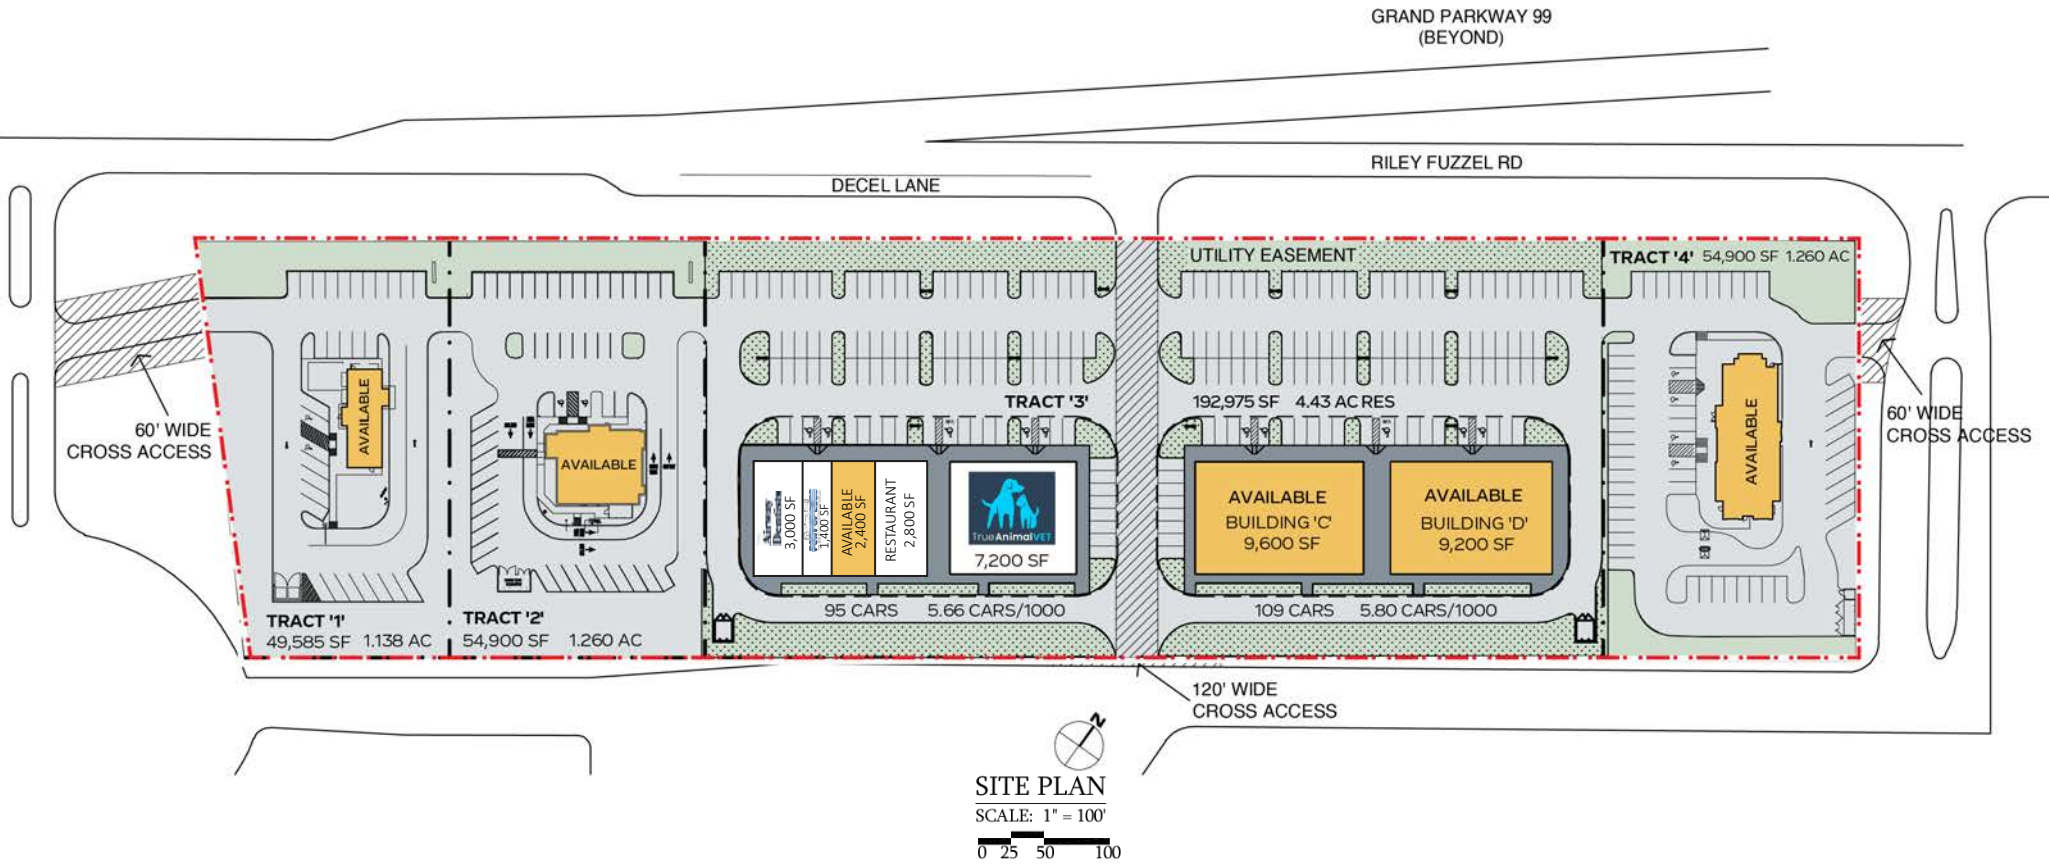 GRAND PARKWAY 99
(BEYOND)
RILEY FUZZEL RD
DECEL LANE
UTILITY EASEMENT
TRACT '4' 54,900 SF 1.260 AC
60' WIDE
CROSS ACCESS
AVAILABLE
AVAILABLE
TRACT '3'
192,975 SF 4.43 AC RES
AVAILABLE
60' WIDE
CROSS ACCESS
3,000 SF
1,400 SF
AVAILABLE
2,400 SF
RESTAURANT
2,800 SF
TrueAnimalVET
7,200 SF
AVAILABLE
BUILDING 'C'
9,600 SF
AVAILABLE
BUILDING 'D'
9,200 SF
TRACT '1'
49,585 SF 1.138 AC
TRACT '2'
54,900 SF 1.260 AC
95 CARS 5.66 CARS/1000
109 CARS 5.80 CARS/1000
120' WIDE
CROSS ACCESS
N
SITE PLAN
SCALE: 1" = 100'
0 25 50 100